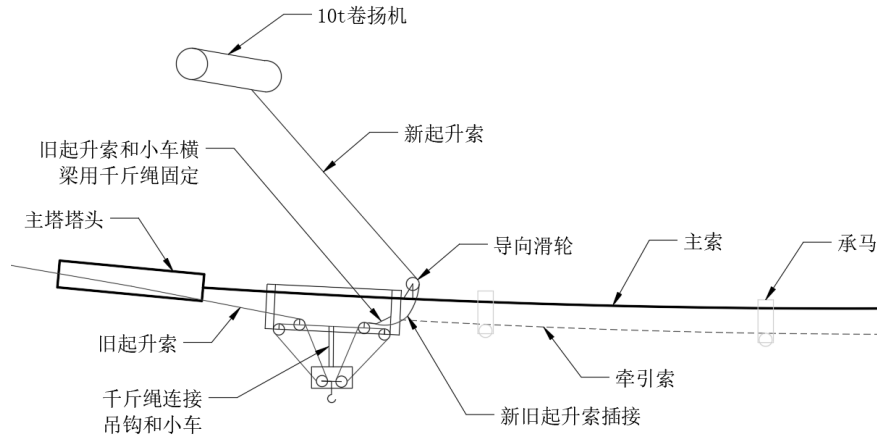 10t卷扬机
新起升索
旧起升索和小车横
梁用千斤绳固定
主塔塔头
导向滑轮
主索
承马
旧起升索
牵引索
千斤绳连接
吊钩和小车
新旧起升索插接